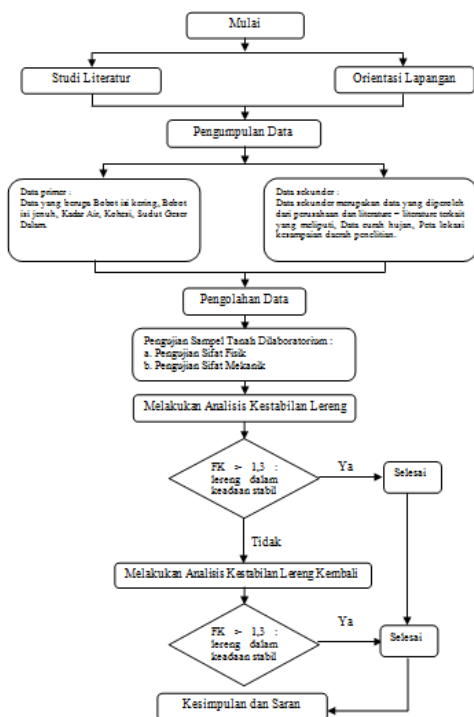 Mulai
Studi Literatur
Orientasi Lapangan
Pengumpulan Data
Data primer :
Data yang berupa Bobot isi kering, Bobot
isi jenuh, Kadar Air, Kohesi, Sudut Geser
Dalam.
Data sekunder :
Data sekunder merupakan data yang diperoleh
dari perusahaan dan literature – literature terkait
yang meliputi, Data curah hujan, Peta lokasi
kesampaian daerah penelitian.
Pengolahan Data
Pengujian Sampel Tanah Dilaboratorium :
a. Pengujian Sifat Fisik
b. Pengujian Sifat Mekanik
Melakukan Analisis Kestabilan Lereng
FK > 1,3 :
lereng dalam
keadaan stabil
Ya
Selesai
Tidak
Melakukan Analisis Kestabilan Lereng Kembali
FK > 1,3 :
lereng dalam
keadaan stabil
Ya
Selesai
Kesimpulan dan Saran